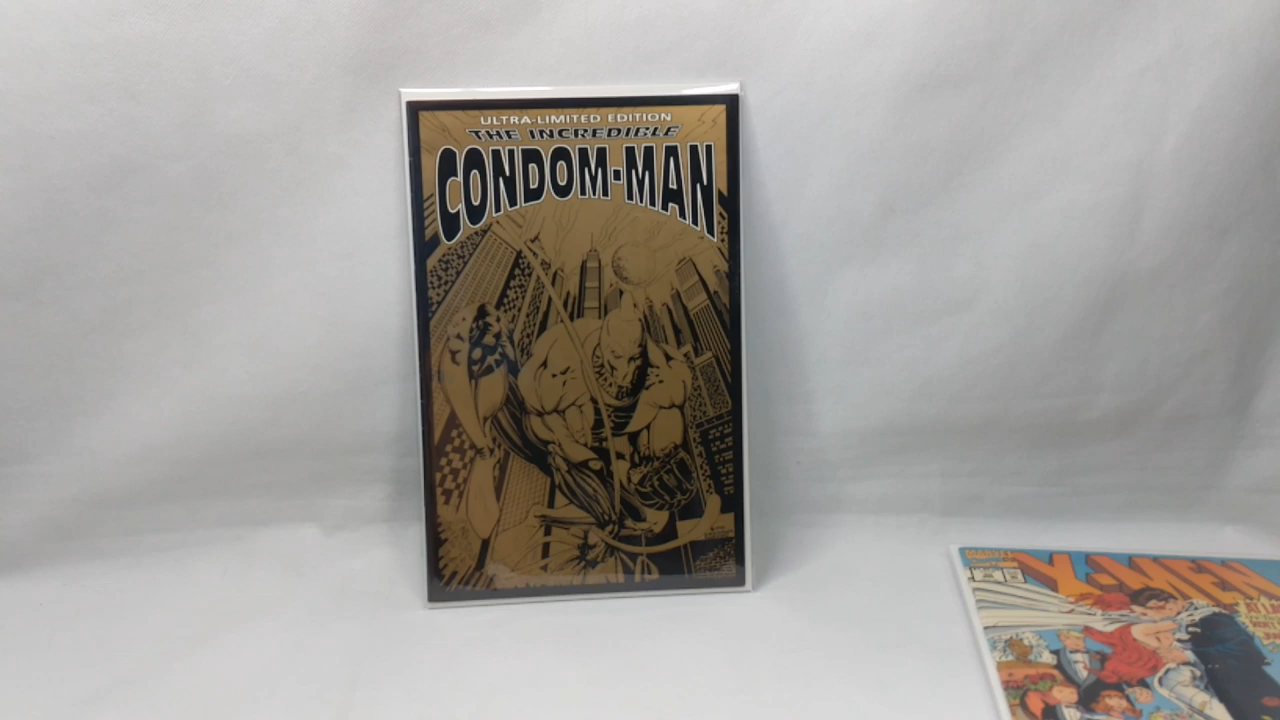 ULTRA-LIMITED EDITION
THE INCREDIBLE
CONDOM-MAN
MARVEL
X-MEN